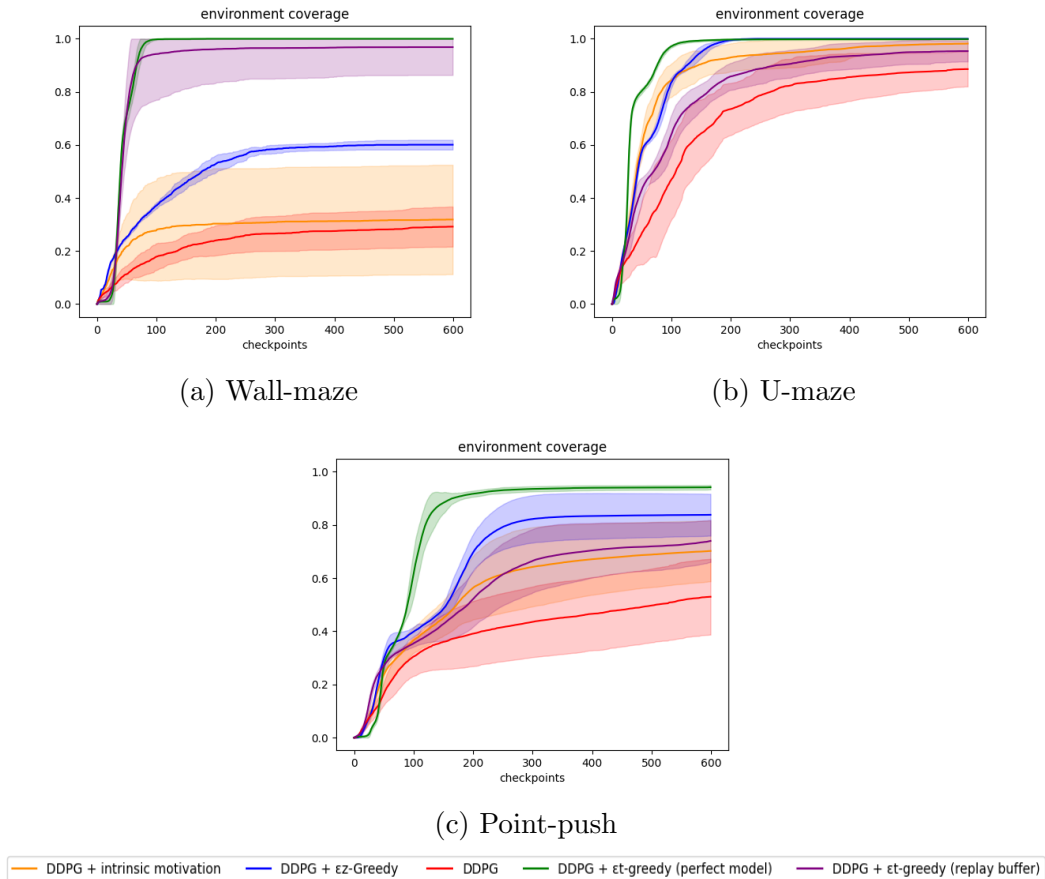 environment coverage
1.0
0.8
0.6
0.4
0.2
0.0
0 100 200 300 400 500 600
checkpoints
(a) Wall-maze
environment coverage
1.0
0.8
0.6
0.4
0.2
0.0
0 100 200 300 400 500 600
checkpoints
(b) U-maze
environment coverage
1.0
0.8
0.6
0.4
0.2
0.0
0 100 200 300 400 500 600
checkpoints
(c) Point-push
DDPG + intrinsic motivation DDPG + εz-Greedy DDPG DDPG + εt-greedy (perfect model) DDPG + εt-greedy (replay buffer)